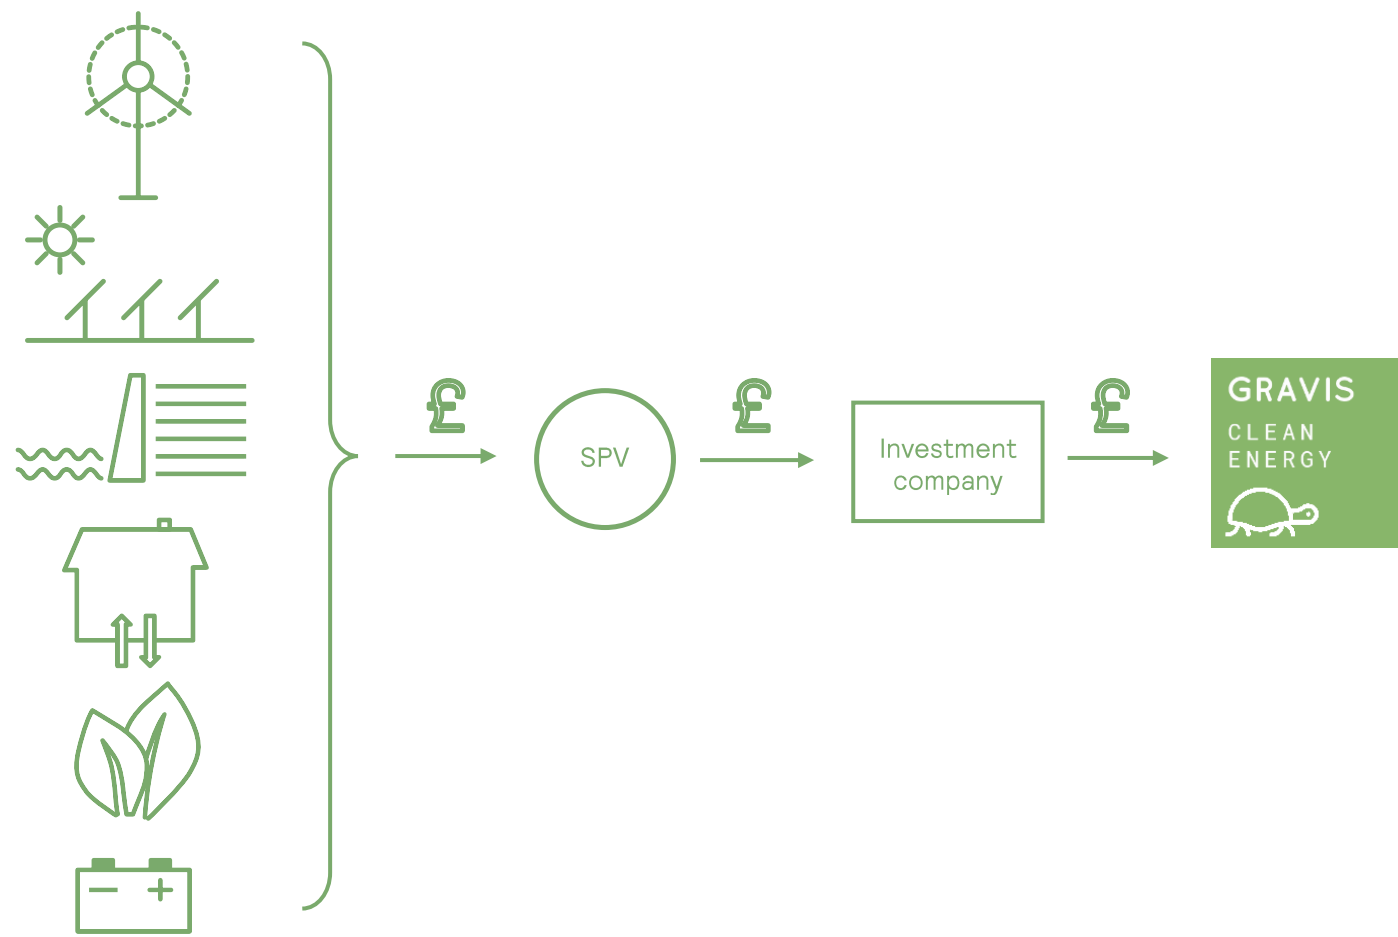 £
£
£
SPV
Investment
company
GRAVIS
CLEAN
ENERGY